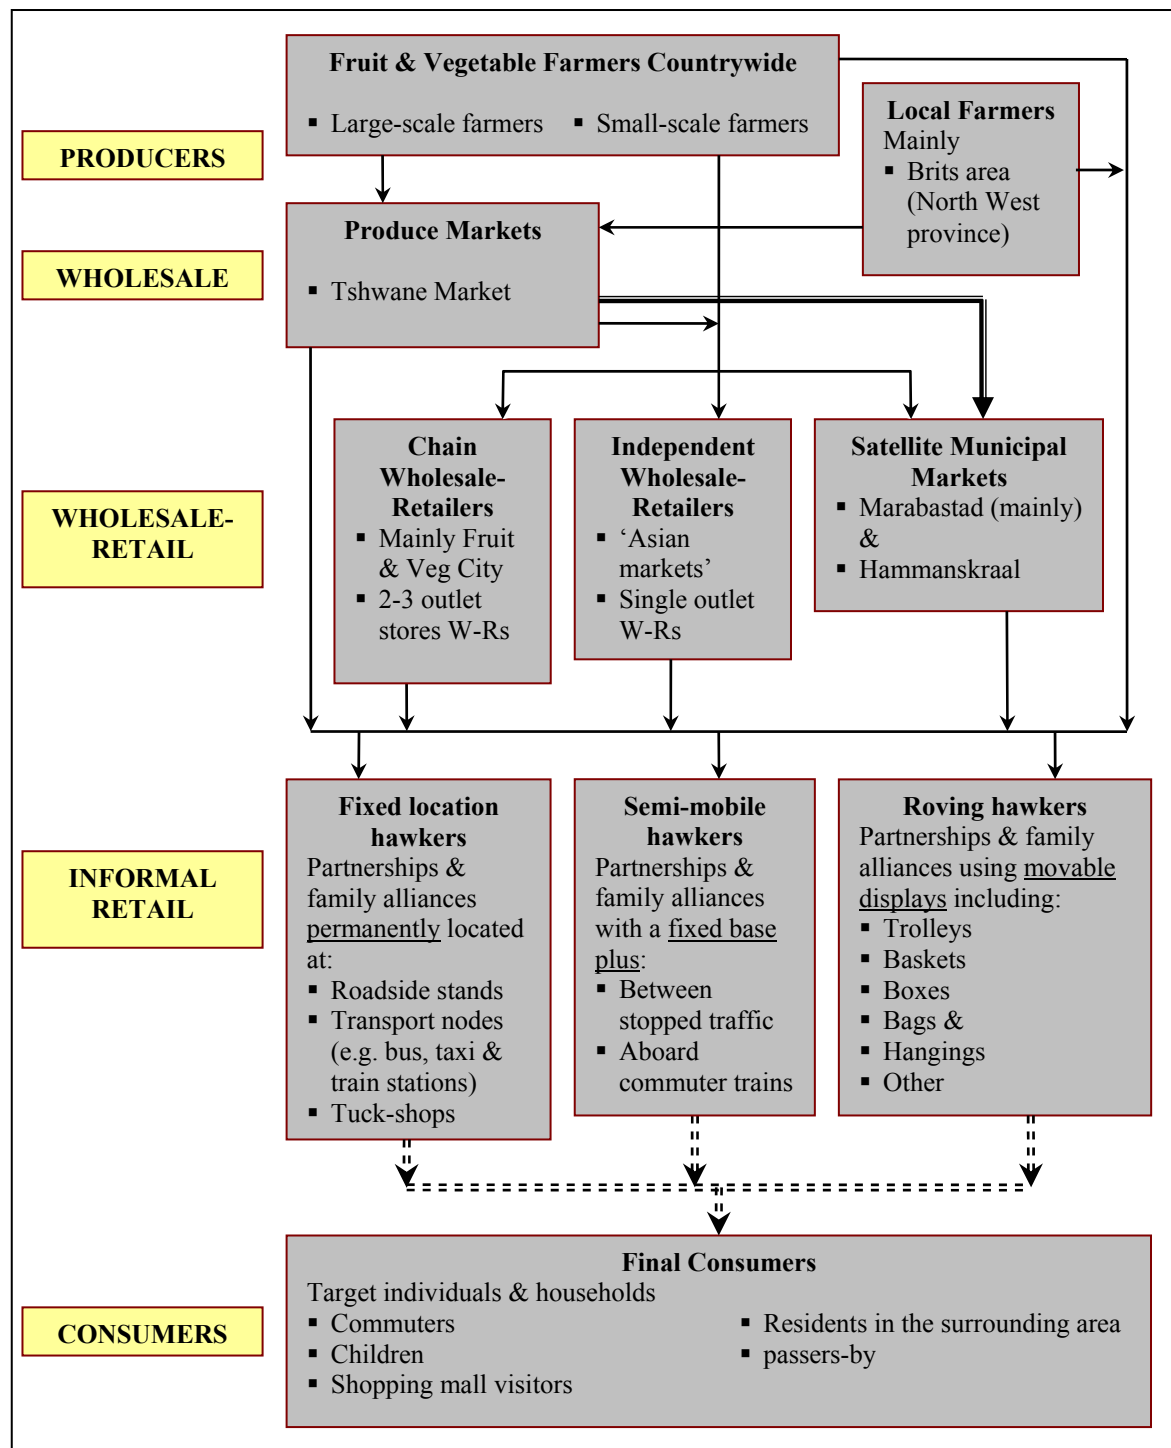 Fruit & Vegetable Farmers Countrywide
▪ Large-scale farmers ▪ Small-scale farmers
Local Farmers
Mainly
▪ Brits area
(North West
province)
PRODUCERS
Produce Markets
▪ Tshwane Market
WHOLESALE
Chain
Wholesale-
Retailers
▪ Mainly Fruit
& Veg City
▪ 2-3 outlet
stores W-Rs
Independent
Wholesale-
Retailers
▪ ‘Asian
markets’
▪ Single outlet
W-Rs
Satellite Municipal
Markets
▪ Marabastad (mainly)
&
▪ Hammanskraal
WHOLESALE-
RETAIL
Fixed location
hawkers
Partnerships &
family alliances
permanently located
at:
▪ Roadside stands
▪ Transport nodes
(e.g. bus, taxi &
train stations)
▪ Tuck-shops
Semi-mobile
hawkers
Partnerships &
family alliances
with a fixed base
plus:
▪ Between
stopped traffic
▪ Aboard
commuter trains
Roving hawkers
Partnerships & family
alliances using movable
displays including:
▪ Trolleys
▪ Baskets
▪ Boxes
▪ Bags &
▪ Hangings
▪ Other
INFORMAL
RETAIL
Final Consumers
Target individuals & households
▪ Commuters
▪ Children
▪ Shopping mall visitors
▪ Residents in the surrounding area
▪ passers-by
CONSUMERS